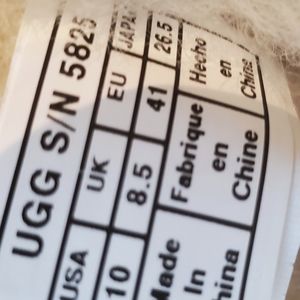 UGG S/N 5825
USA UK EU JAPAN
10 8.5 41 26.5
Made Fabrique Hecho
In en en
China Chine China